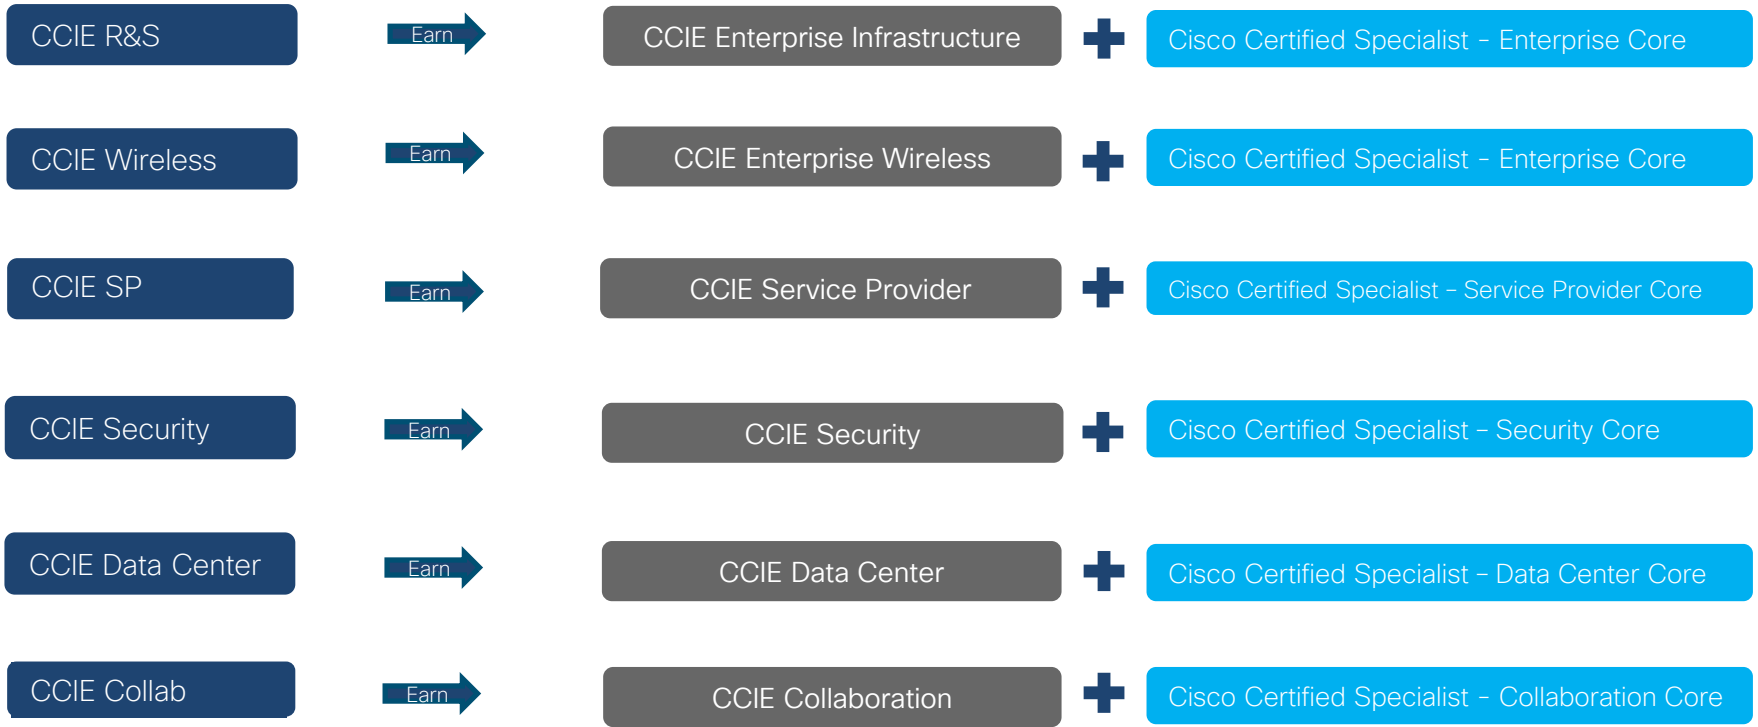 CCIE R&S
Earn
CCIE Enterprise Infrastructure
Cisco Certified Specialist – Enterprise Core
CCIE Wireless
Earn
CCIE Enterprise Wireless
Cisco Certified Specialist – Enterprise Core
CCIE SP
Earn
CCIE Service Provider
Cisco Certified Specialist – Service Provider Core
CCIE Security
Earn
CCIE Security
Cisco Certified Specialist – Security Core
CCIE Data Center
Earn
CCIE Data Center
Cisco Certified Specialist – Data Center Core
CCIE Collab
Earn
CCIE Collaboration
Cisco Certified Specialist – Collaboration Core